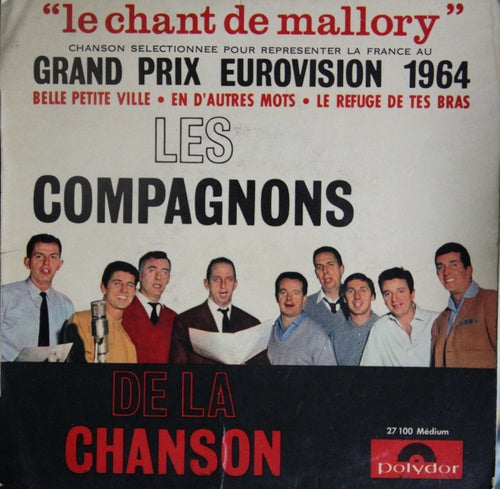 “le chant de mallory”
CHANSON SELECTIONNEE POUR REPRESENTER LA FRANCE AU
GRAND PRIX EUROVISION 1964
BELLE PETITE VILLE • EN D'AUTRES MOTS • LE REFUGE DE TES BRAS
LES
COMPAGNONS
DE LA
CHANSON
27 100 Médium
polydor